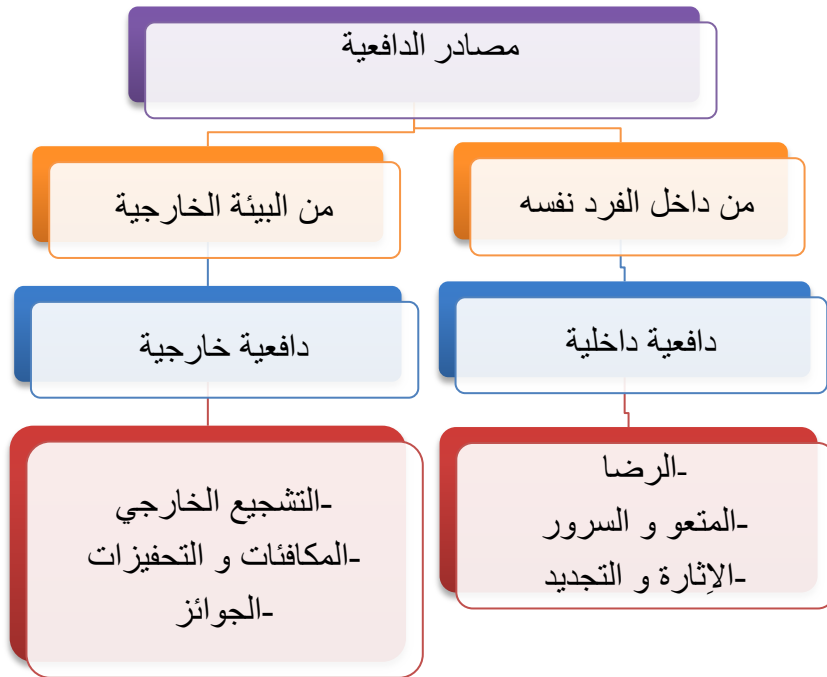 مصادر الدافعية
من داخل الفرد نفسه
من البيئة الخارجية
دافعية داخلية
دافعية خارجية
-الرضا
-المتعو و السرور
-الإثارة و التجديد
-التشجيع الخارجي
-المكافئات و التحفيزات
-الجوائز